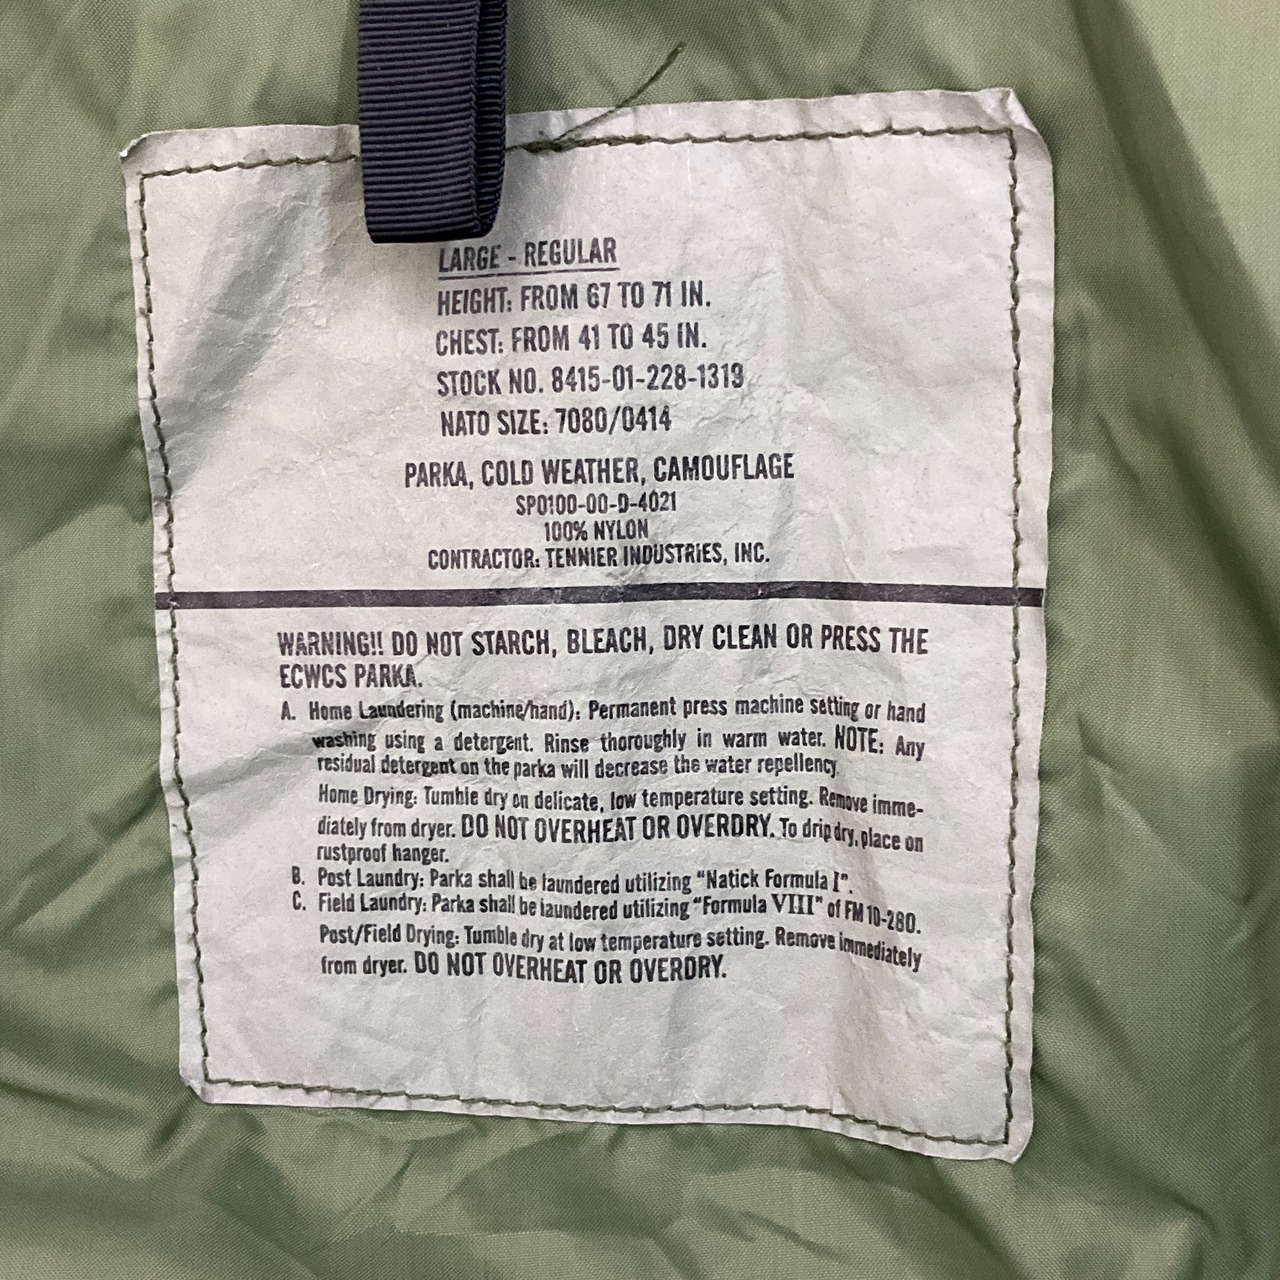 LARGE - REGULAR
HEIGHT: FROM 67 TO 71 IN.
CHEST: FROM 41 TO 45 IN.
STOCK NO. 8415-01-228-1319
NATO SIZE: 7080/0414
PARKA, COLD WEATHER, CAMOUFLAGE
SP0100-00-D-4021
100% NYLON
CONTRACTOR: TENNIER INDUSTRIES, INC.
WARNING!! DO NOT STARCH, BLEACH, DRY CLEAN OR PRESS THE
ECWCS PARKA.
A. Home Laundering (machine/hand): Permanent press machine setting or hand
washing using a detergent. Rinse thoroughly in warm water. NOTE: Any
residual detergent on the parka will decrease the water repellency.
Home Drying: Tumble dry on delicate, low temperature setting. Remove imme-
diately from dryer. DO NOT OVERHEAT OR OVERDRY. To drip dry, place on
rustproof hanger.
B. Post Laundry: Parka shall be laundered utilizing "Natick Formula I".
C. Field Laundry: Parka shall be laundered utilizing "Formula VIII" of FM 10-280.
Post/Field Drying: Tumble dry at low temperature setting. Remove immediately
from dryer. DO NOT OVERHEAT OR OVERDRY.